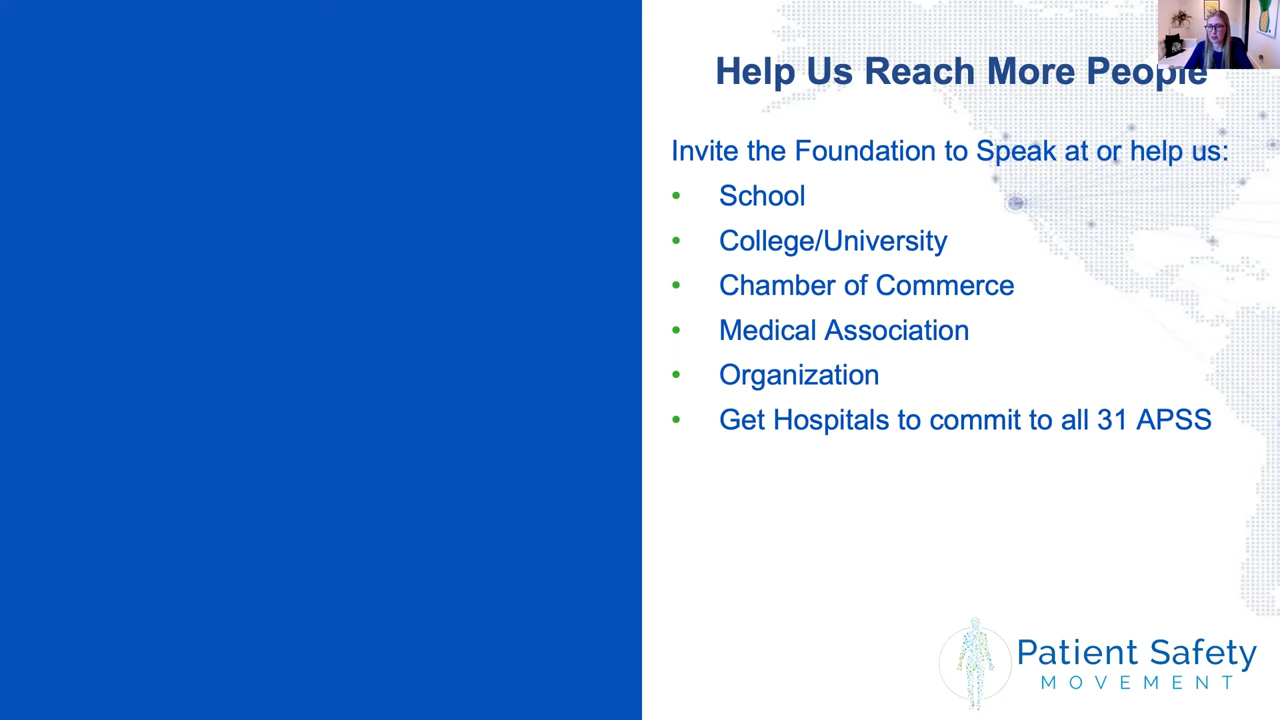 Help Us Reach More People
Invite the Foundation to Speak at or help us:
• School
• College/University
• Chamber of Commerce
• Medical Association
• Organization
• Get Hospitals to commit to all 31 APSS
Patient Safety
MOVEMENT